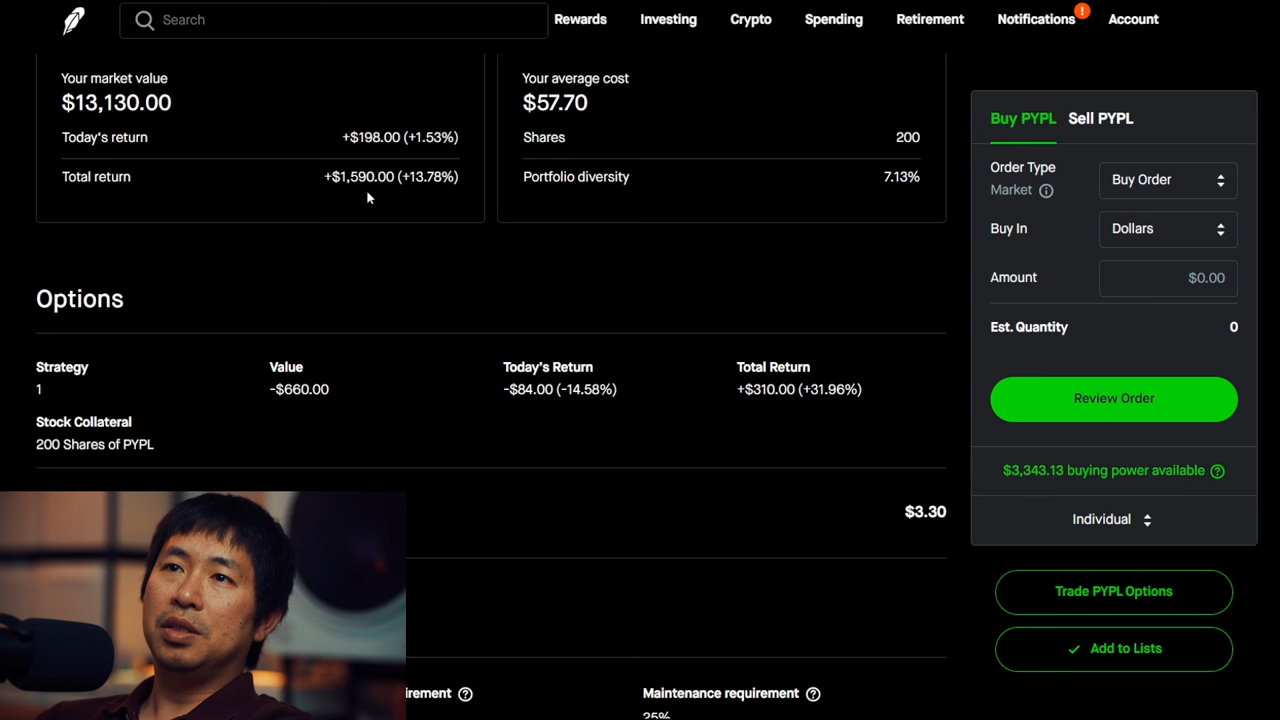 Search
Rewards
Investing
Crypto
Spending
Retirement
Notifications
!
Account
Your market value
$13,130.00
Today's return
+$198.00 (+1.53%)
Total return
+$1,590.00 (+13.78%)
Your average cost
$57.70
Shares
200
Portfolio diversity
7.13%
Buy PYPL
Sell PYPL
Order Type
Market
Buy Order
Buy In
Dollars
Amount
$0.00
Est. Quantity
0
Review Order
$3,343.13 buying power available
Individual
Trade PYPL Options
Add to Lists
Options
Strategy
Value
Today's Return
Total Return
1
-$660.00
-$84.00 (-14.58%)
+$310.00 (+31.96%)
Stock Collateral
200 Shares of PYPL
$3.30
Maintenance requirement
25%